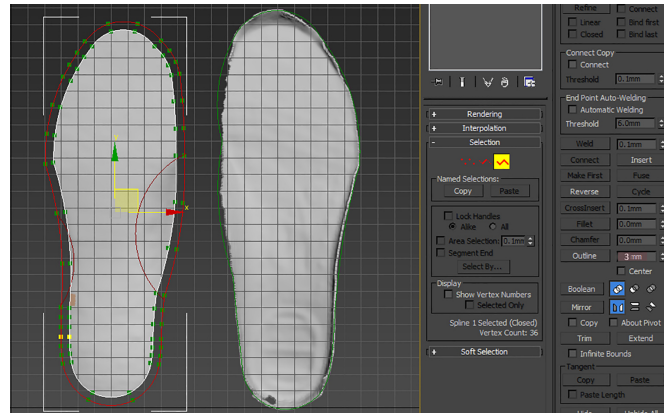 y
x
Rendering
Interpolation
Selection
Named Selections:
Copy Paste
Lock Handles
Alike All
Area Selection: 0.1mm
Segment End
Select By...
Display
Show Vertex Numbers
Selected Only
Spline 1 Selected (Closed)
Vertex Count: 36
Soft Selection
Refine Connect
Linear Bind first
Closed Bind last
Connect Copy
Connect
Threshold 0.1mm
End Point Auto-Welding
Automatic Welding
Threshold 6.0mm
Weld 0.1mm
Connect Insert
Make First Fuse
Reverse Cycle
CrossInsert 0.1mm
Fillet 0.0mm
Chamfer 0.0mm
Outline 3 mm
Center
Boolean
Mirror
Copy About Pivot
Trim Extend
Infinite Bounds
Tangent
Copy Paste
Paste Length
Hide Unhide All